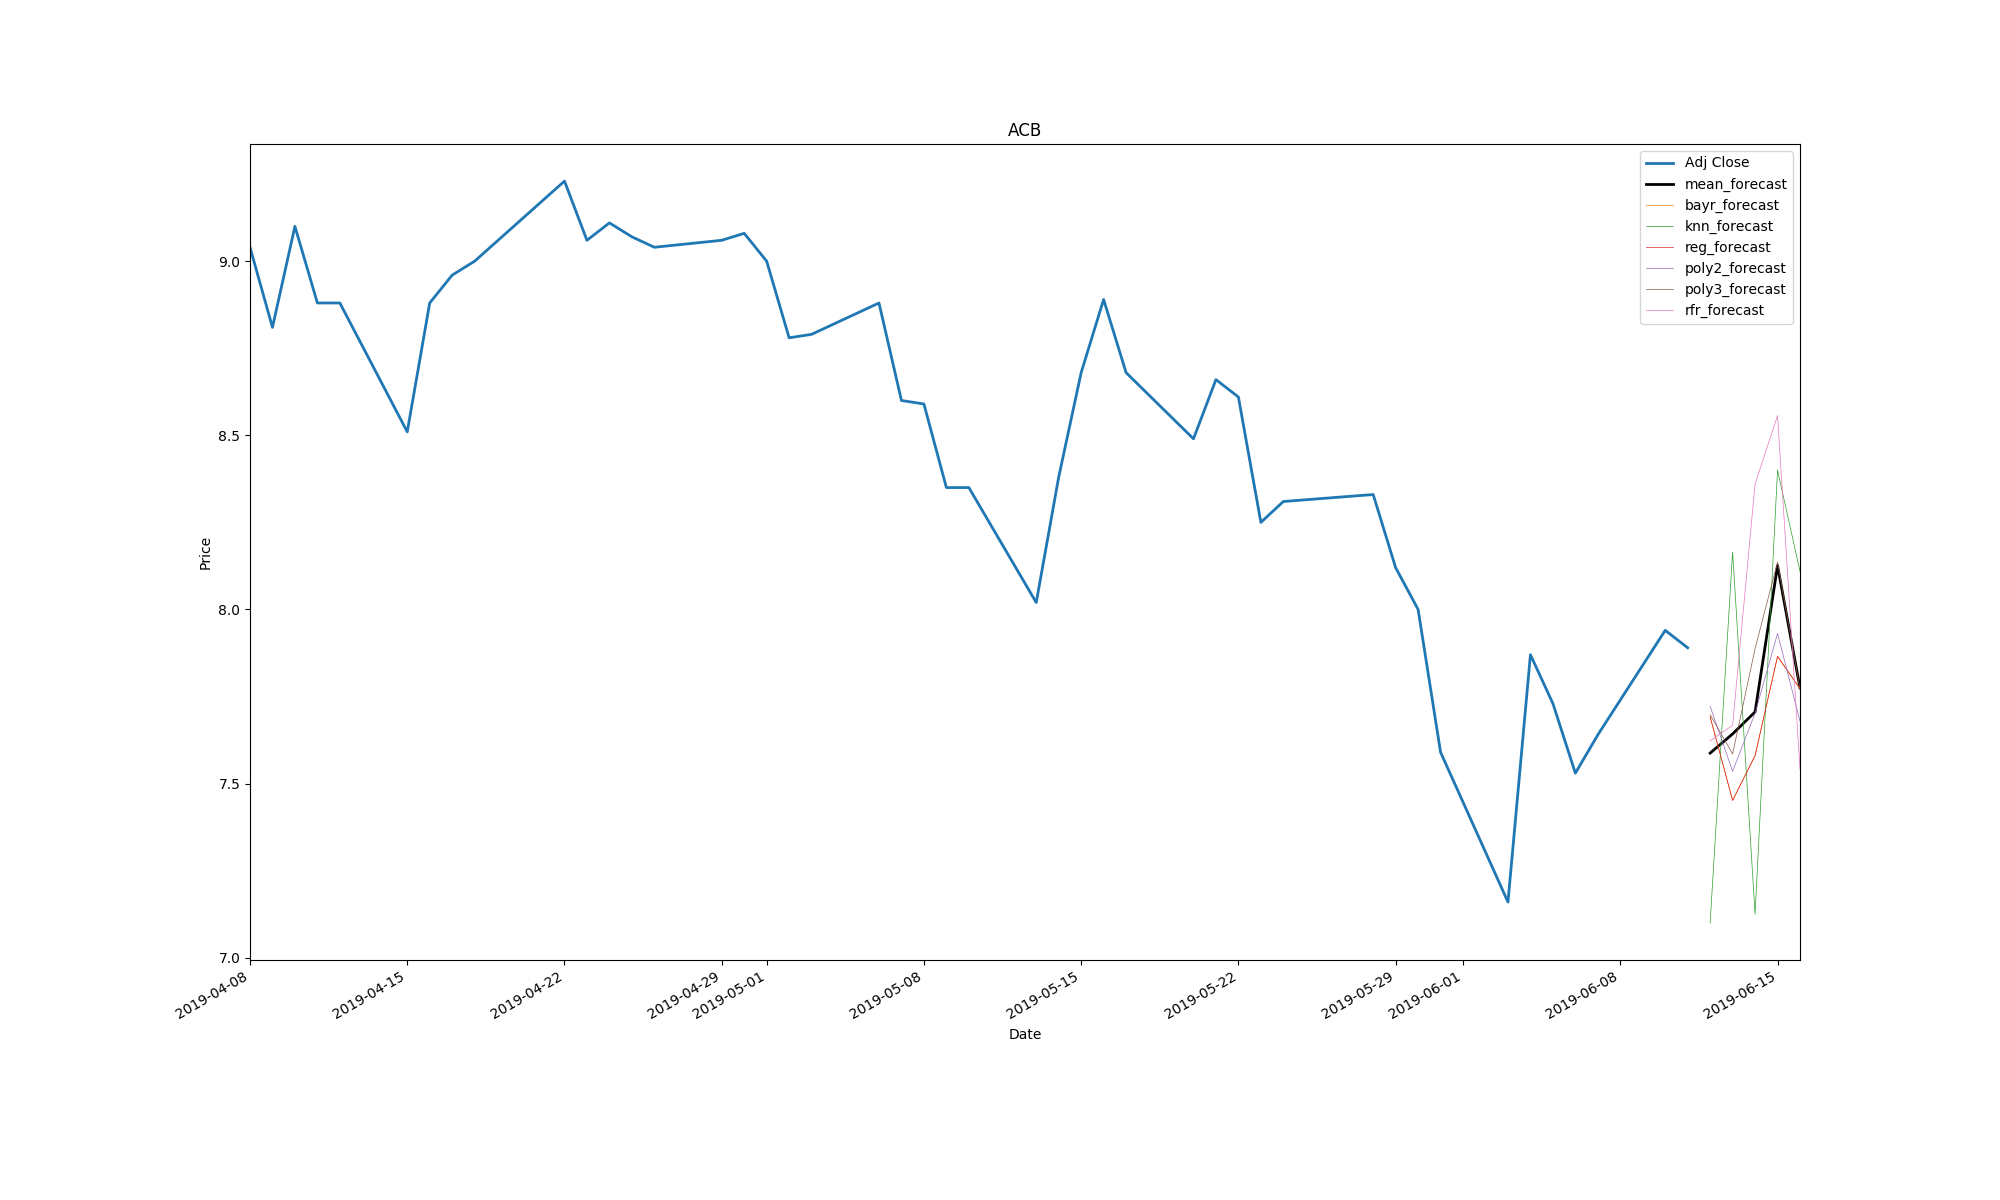 ACB
Adj Close
mean_forecast
bayr_forecast
knn_forecast
reg_forecast
poly2_forecast
poly3_forecast
rfr_forecast
Price
9.0
8.5
8.0
7.5
7.0
2019-04-08
2019-04-15
2019-04-22
2019-04-29
2019-05-01
2019-05-08
2019-05-15
2019-05-22
2019-05-29
2019-06-01
2019-06-08
2019-06-15
Date